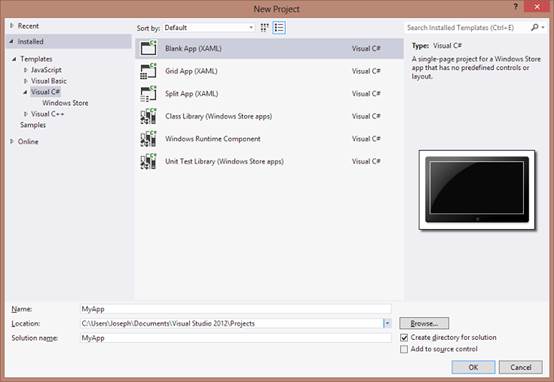 New Project
? X
Recent
Installed
Templates
JavaScript
Visual Basic
Visual C#
Windows Store
Visual C++
Samples
Online
Sort by: Default
Blank App (XAML) Visual C#
Grid App (XAML) Visual C#
Split App (XAML) Visual C#
Class Library (Windows Store apps) Visual C#
Windows Runtime Component Visual C#
Unit Test Library (Windows Store apps) Visual C#
Search Installed Templates (Ctrl+E)
Type: Visual C#
A single-page project for a Windows Store
app that has no predefined controls or
layout.
Name: MyApp
Location: C:\Users\Joseph\Documents\Visual Studio 2012\Projects
Browse...
Solution name: MyApp
Create directory for solution
Add to source control
OK Cancel